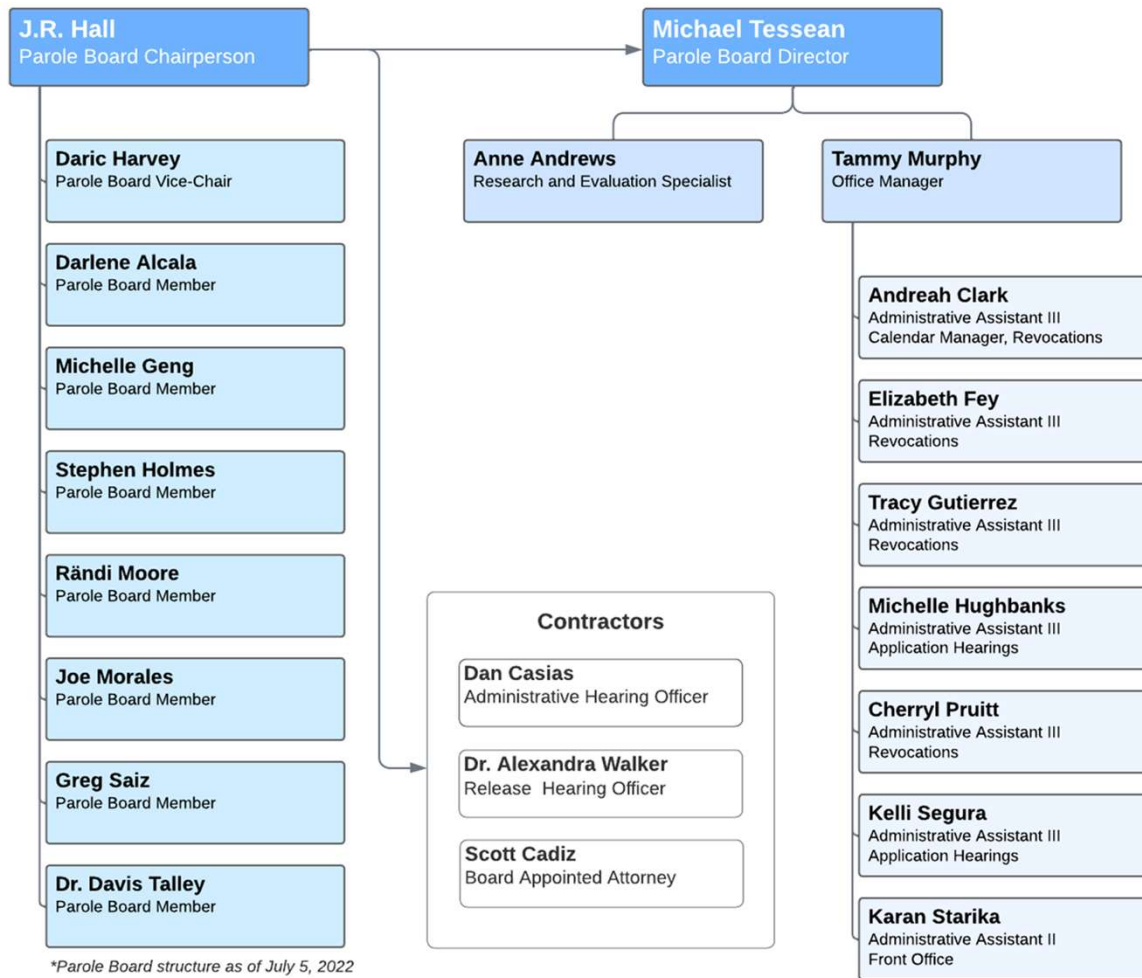 J.R. Hall
Parole Board Chairperson
Michael Tessean
Parole Board Director
Daric Harvey
Parole Board Vice-Chair
Darlene Alcala
Parole Board Member
Michelle Geng
Parole Board Member
Stephen Holmes
Parole Board Member
Rändi Moore
Parole Board Member
Joe Morales
Parole Board Member
Greg Saiz
Parole Board Member
Dr. Davis Talley
Parole Board Member
*Parole Board structure as of July 5, 2022
Anne Andrews
Research and Evaluation Specialist
Tammy Murphy
Office Manager
Contractors
Dan Casias
Administrative Hearing Officer
Dr. Alexandra Walker
Release  Hearing Officer
Scott Cadiz
Board Appointed Attorney
Andreah Clark
Administrative Assistant III
Calendar Manager, Revocations
Elizabeth Fey
Administrative Assistant III
Revocations
Tracy Gutierrez
Administrative Assistant III
Revocations
Michelle Hughbanks
Administrative Assistant III
Application Hearings
Cherryl Pruitt
Administrative Assistant III
Revocations
Kelli Segura
Administrative Assistant III
Application Hearings
Karan Starika
Administrative Assistant II
Front Office